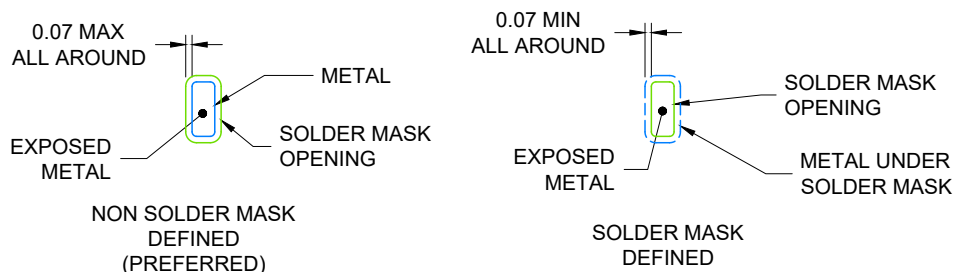 0.07 MAX
ALL AROUND
METAL
SOLDER MASK
OPENING
EXPOSED
METAL
NON SOLDER MASK
DEFINED
(PREFERRED)
0.07 MIN
ALL AROUND
SOLDER MASK
OPENING
EXPOSED
METAL
METAL UNDER
SOLDER MASK
SOLDER MASK
DEFINED